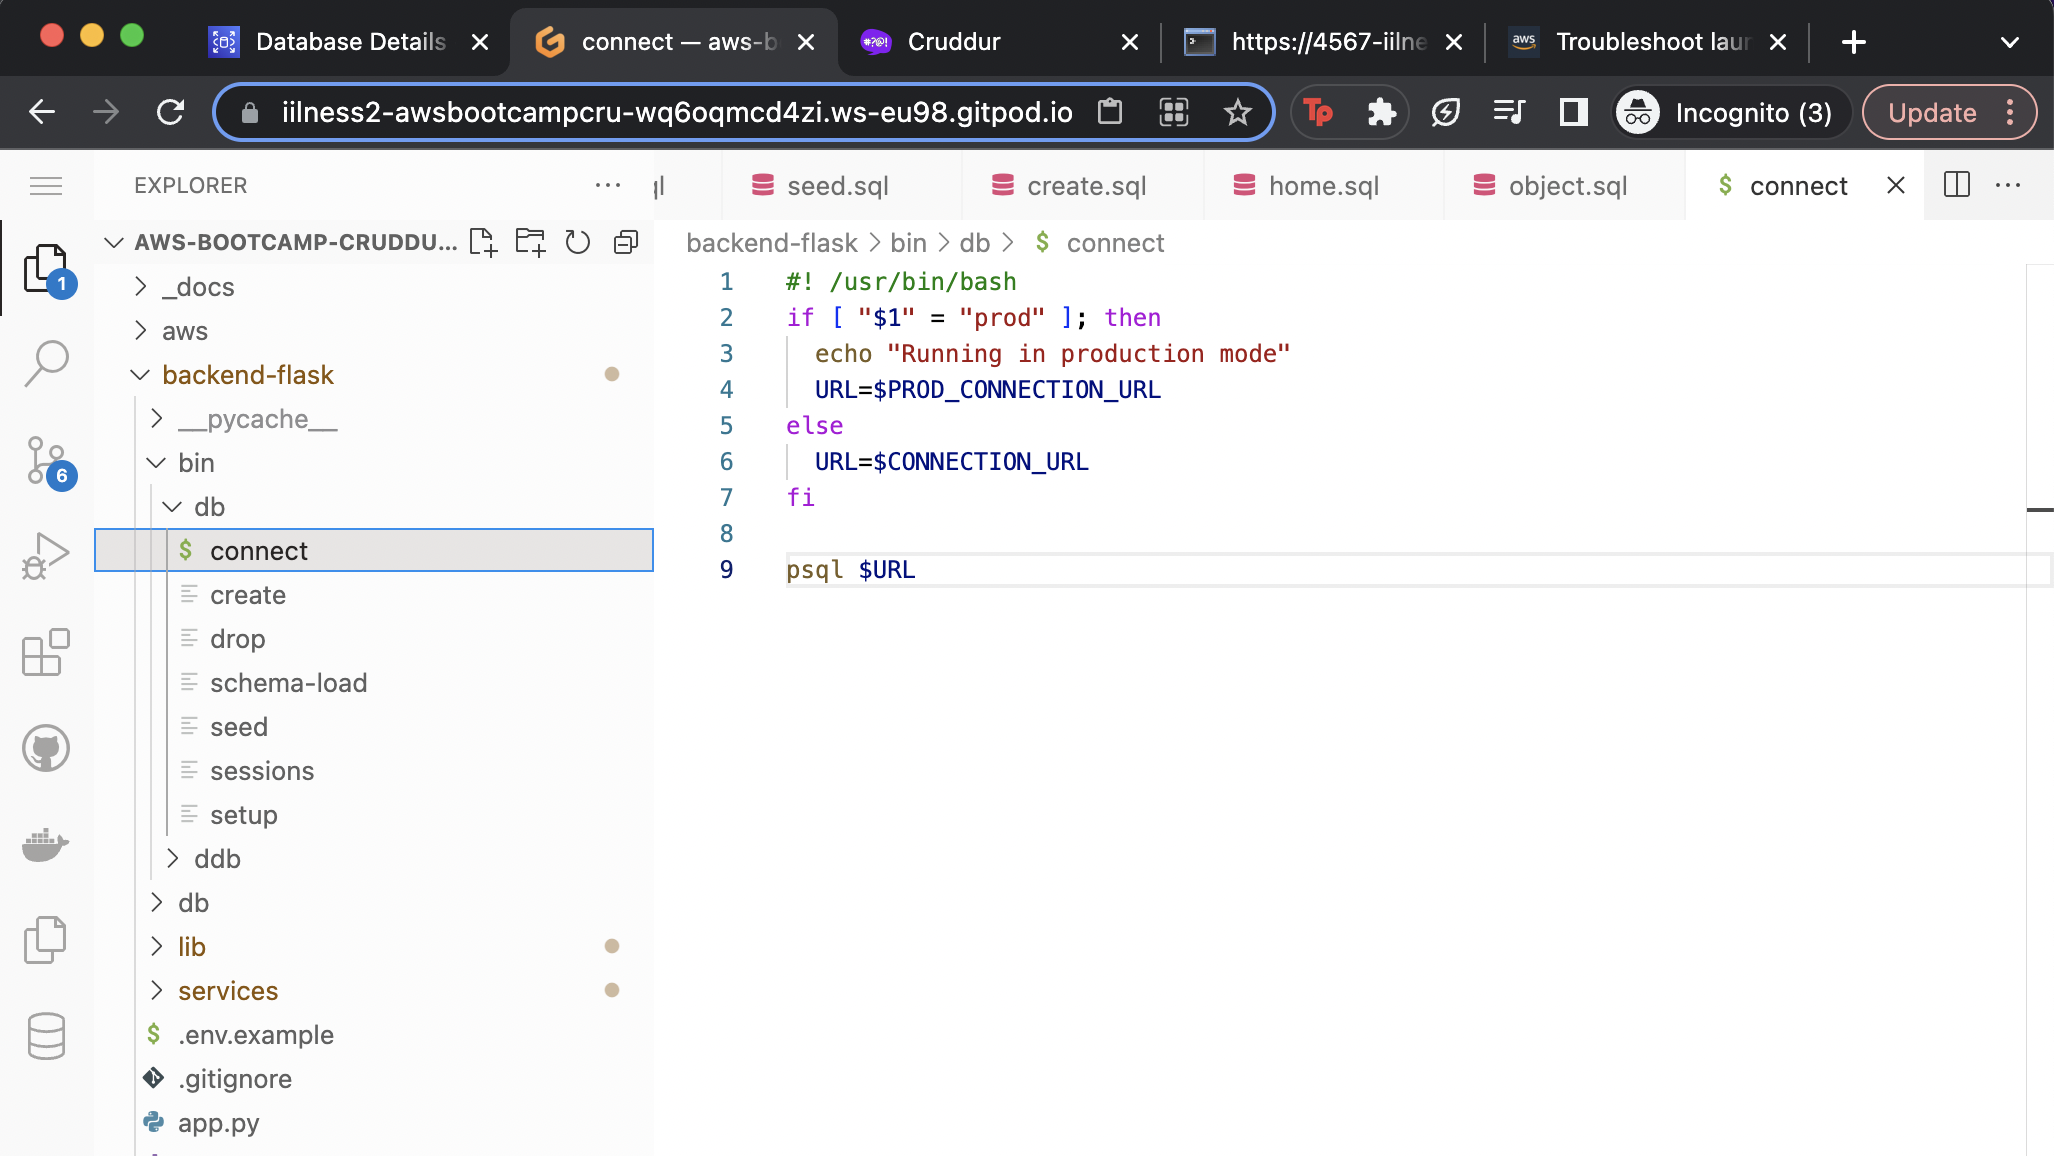 Database Details
connect — aws-b
Cruddur
https://4567-iilne
aws
Troubleshoot laun
iilness2-awsbootcampcru-wq6oqmcd4zi.ws-eu98.gitpod.io
Tp
Incognito (3)
Update
EXPLORER
ql
seed.sql
create.sql
home.sql
object.sql
$ connect
AWS-BOOTCAMP-CRUDDU...
_docs
aws
backend-flask
__pycache__
bin
db
$ connect
create
drop
schema-load
seed
sessions
setup
ddb
db
lib
services
$ .env.example
.gitignore
app.py
1
6
backend-flask > bin > db > $ connect
1 #! /usr/bin/bash
2 if [ "$1" = "prod" ]; then
3 echo "Running in production mode"
4 URL=$PROD_CONNECTION_URL
5 else
6 URL=$CONNECTION_URL
7 fi
8
9 psql $URL